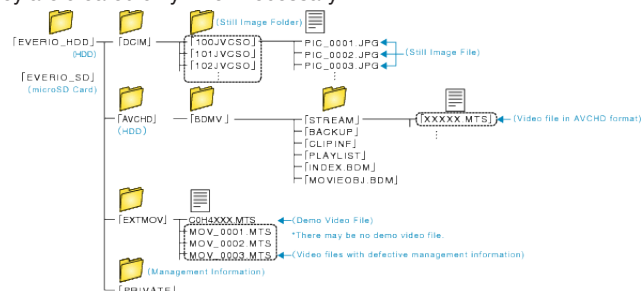 (Still Image Folder)
[EVERIO_HDD] [DCIM] [100JVCSO] PIC_0001.JPG
(HDD) [101JVCSO] PIC_0002.JPG (Still Image File)
[102JVCSO] PIC_0003.JPG
[EVERIO_SD]
(microSD Card)
[AVCHD] [BDMV] [STREAM] [XXXXX.MTS] (Video file in AVCHD format)
(HDD) [BACKUP]
[CLIPINF]
[PLAYLIST]
[INDEX.BDM]
[MOVIEOBJ.BDM]
[EXTMOV] C0H4XXX.MTS (Demo Video File)
MOV_0001.MTS *There may be no demo video file.
MOV_0002.MTS
MOV_0003.MTS (Video files with defective management information)
(Management Information)
[PRIVATE]